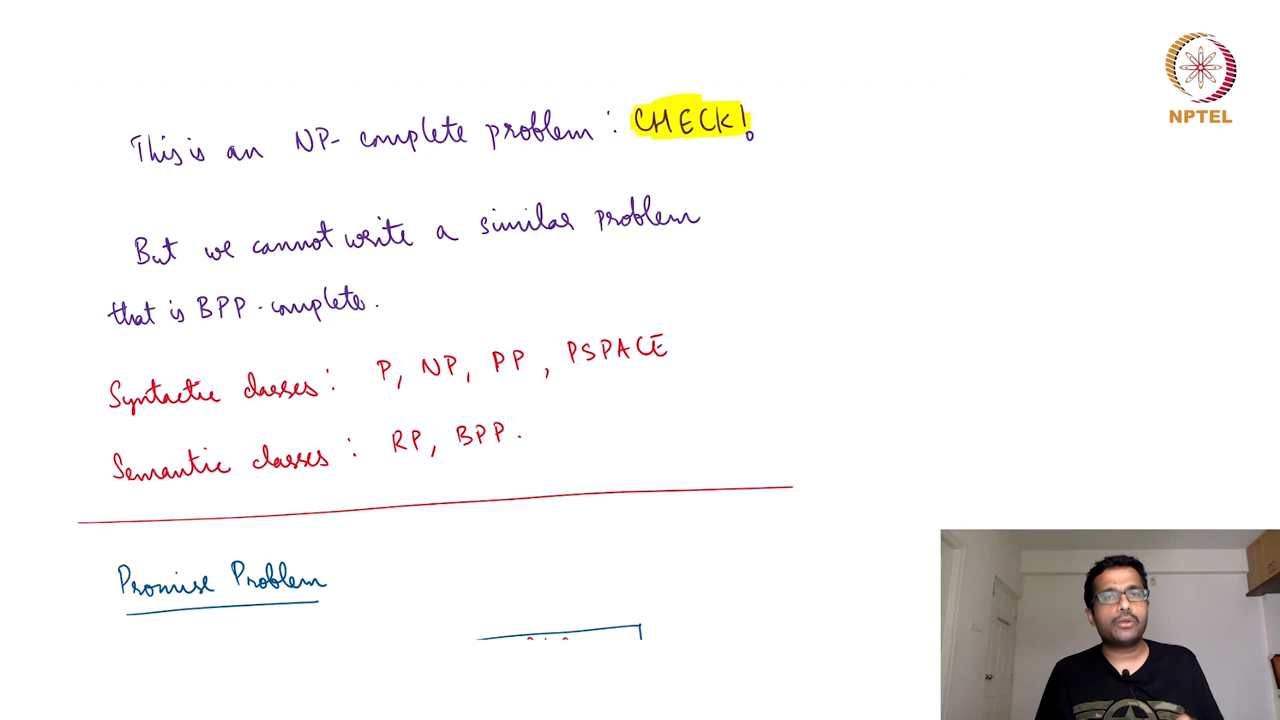 NPTEL
This is an NP-complete problem: CHECK!
But we cannot write a similar problem
that is BPP-complete.
Syntactic classes: P, NP, PP, PSPACE
Semantic classes: RP, BPP.
Promise Problem